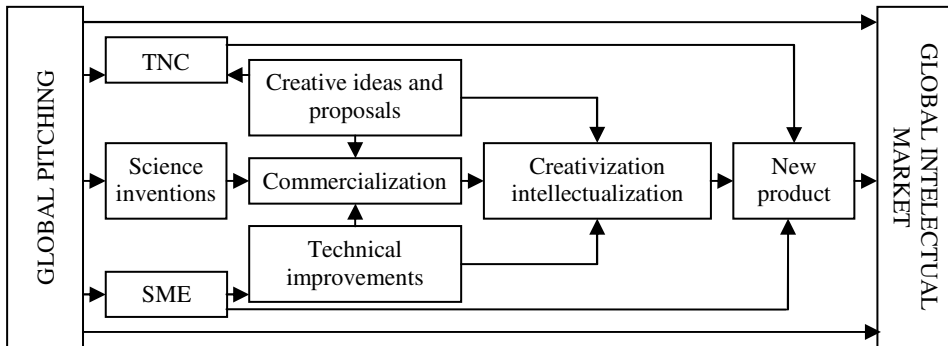 GLOBAL PITCHING
TNC
Creative ideas and
proposals
Science
inventions
Commercialization
Creativization
intellectualization
New
product
Technical
improvements
SME
GLOBAL INTELECTUAL
MARKET